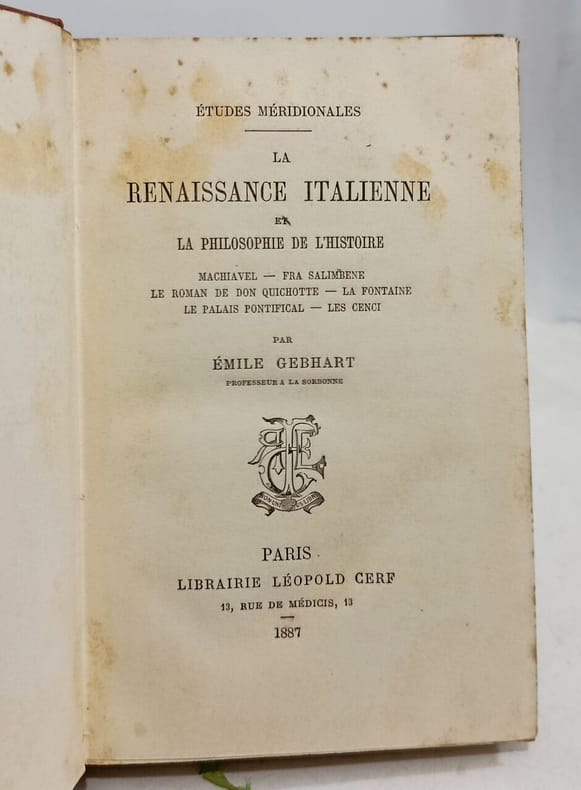 ÉTUDES MÉRIDIONALES
LA
RENAISSANCE ITALIENNE
ET
LA PHILOSOPHIE DE L'HISTOIRE
MACHIAVEL — FRA SALIMBENE
LE ROMAN DE DON QUICHOTTE — LA FONTAINE
LE PALAIS PONTIFICAL — LES CENCI
PAR
ÉMILE GEBHART
PROFESSEUR A LA SORBONNE
PARIS
LIBRAIRIE LÉOPOLD CERF
13, RUE DE MÉDICIS, 13
1887